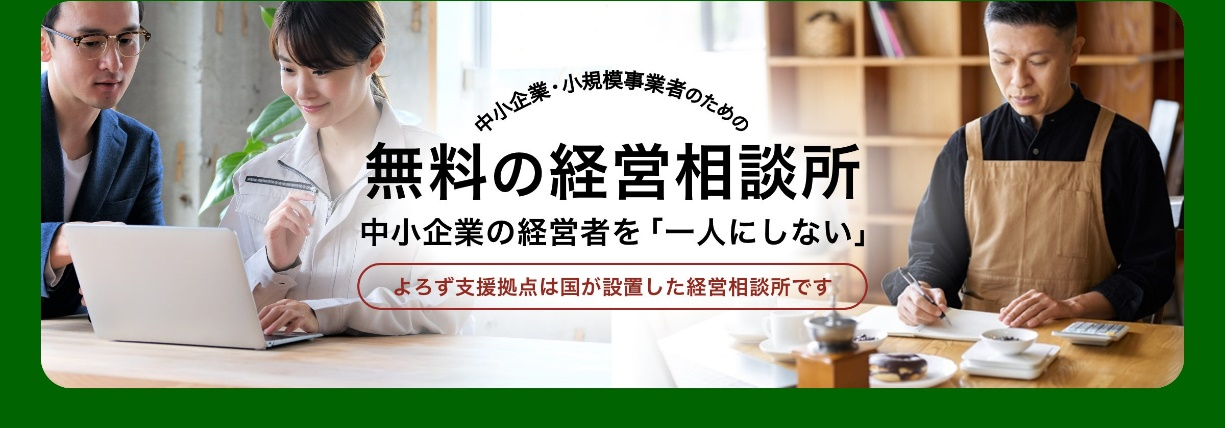 中小企業・小規模事業者のための
無料の経営相談所
中小企業の経営者を「一人にしない」
よろず支援拠点は国が設置した経営相談所です